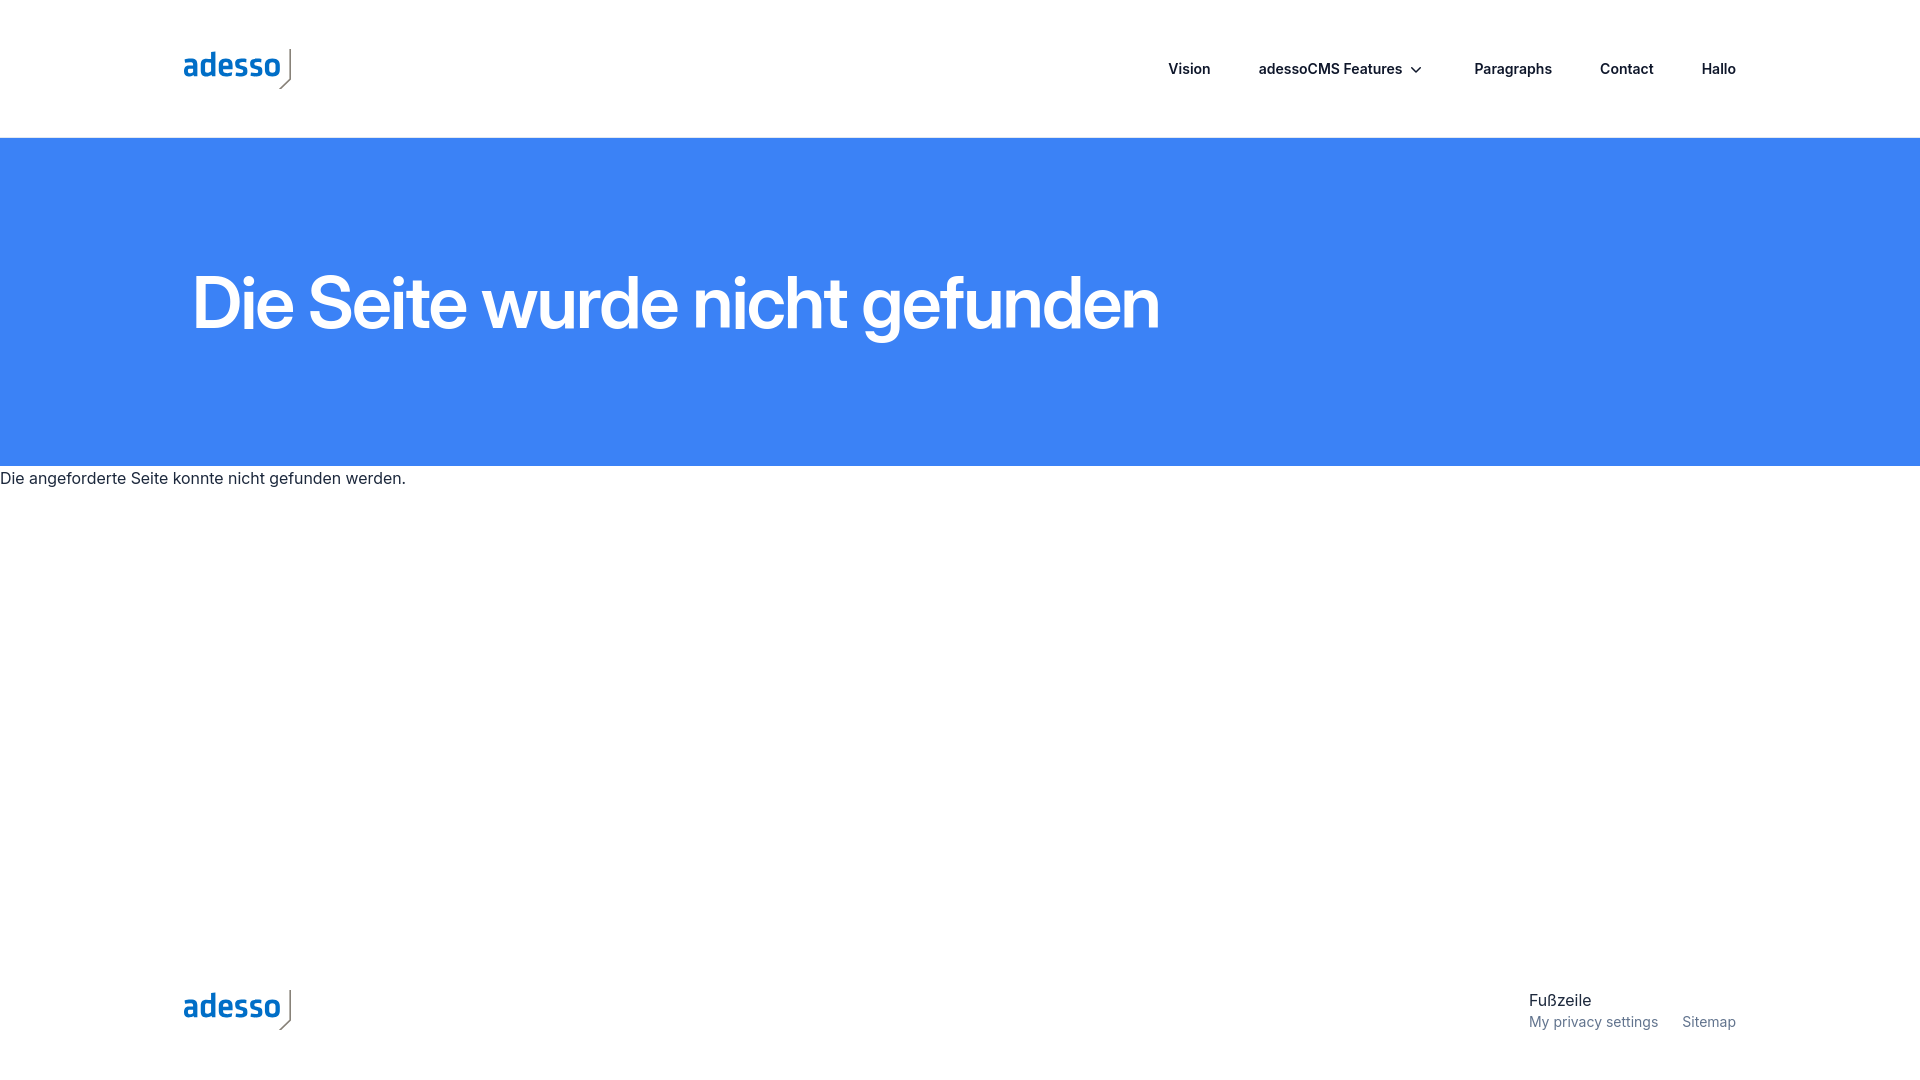 adesso
Vision
adessoCMS Features
Paragraphs
Contact
Hallo
Die Seite wurde nicht gefunden
Die angeforderte Seite konnte nicht gefunden werden.
adesso
Fußzeile
My privacy settings
Sitemap